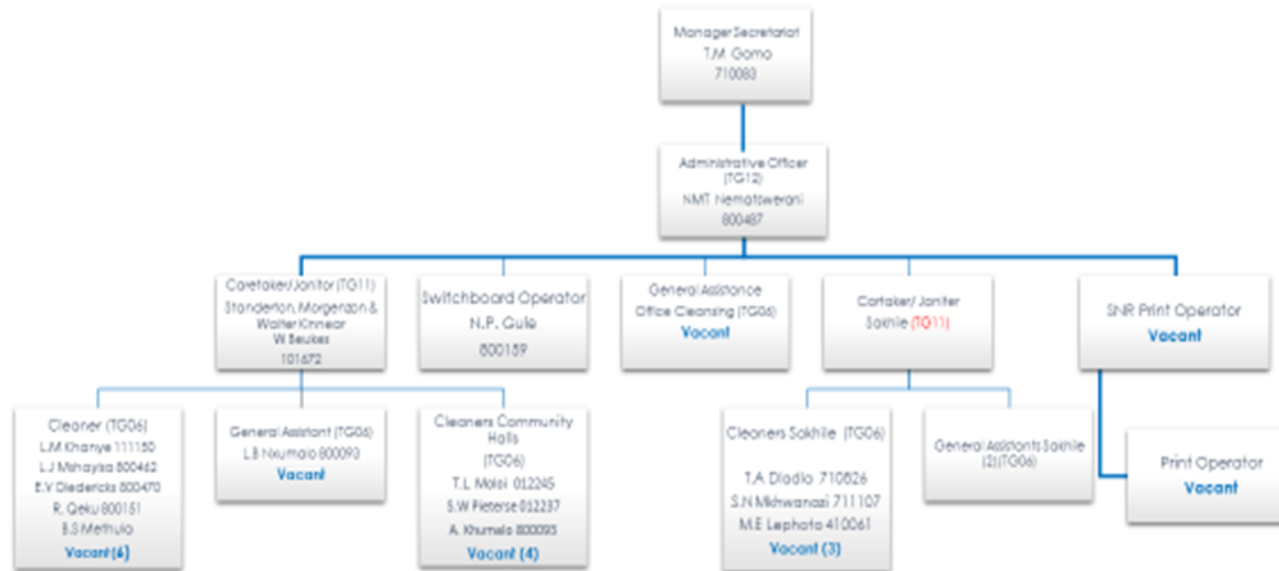 Manager Secretariat
T.M. Gomo
710083
Administrative Officer
(TG12)
NMT Nematswerani
800487
Caretaker/Janitor (TG11)
Standerton, Morgenzon &
Walter Kinnear
W Beukes
101672
Switchboard Operator
N.P. Gule
800159
General Assistance
Office Cleansing (TG06)
Vacant
Cartaker/ Janiter
Sakhile (TG11)
SNR Print Operator
Vacant
Cleaner (TG06)
L.M Khanye 111150
L.J Mshayisa 800462
E.V Diedericks 800470
R. Qeku 800151
B.S Methula
Vacant (6)
General Assistant (TG06)
L.B Nxumalo 800093
Vacant
Cleaners Community
Halls
(TG06)
T.L Moloi 012245
S.W Pieterse 012237
A. Khumalo 800095
Vacant (4)
Cleaners Sakhile (TG06)
T.A Dladla 710826
S.N Mkhwanazi 711107
M.E Lephoto 410061
Vacant (3)
General Assistants Sakhile
(2)(TG06)
Print Operator
Vacant